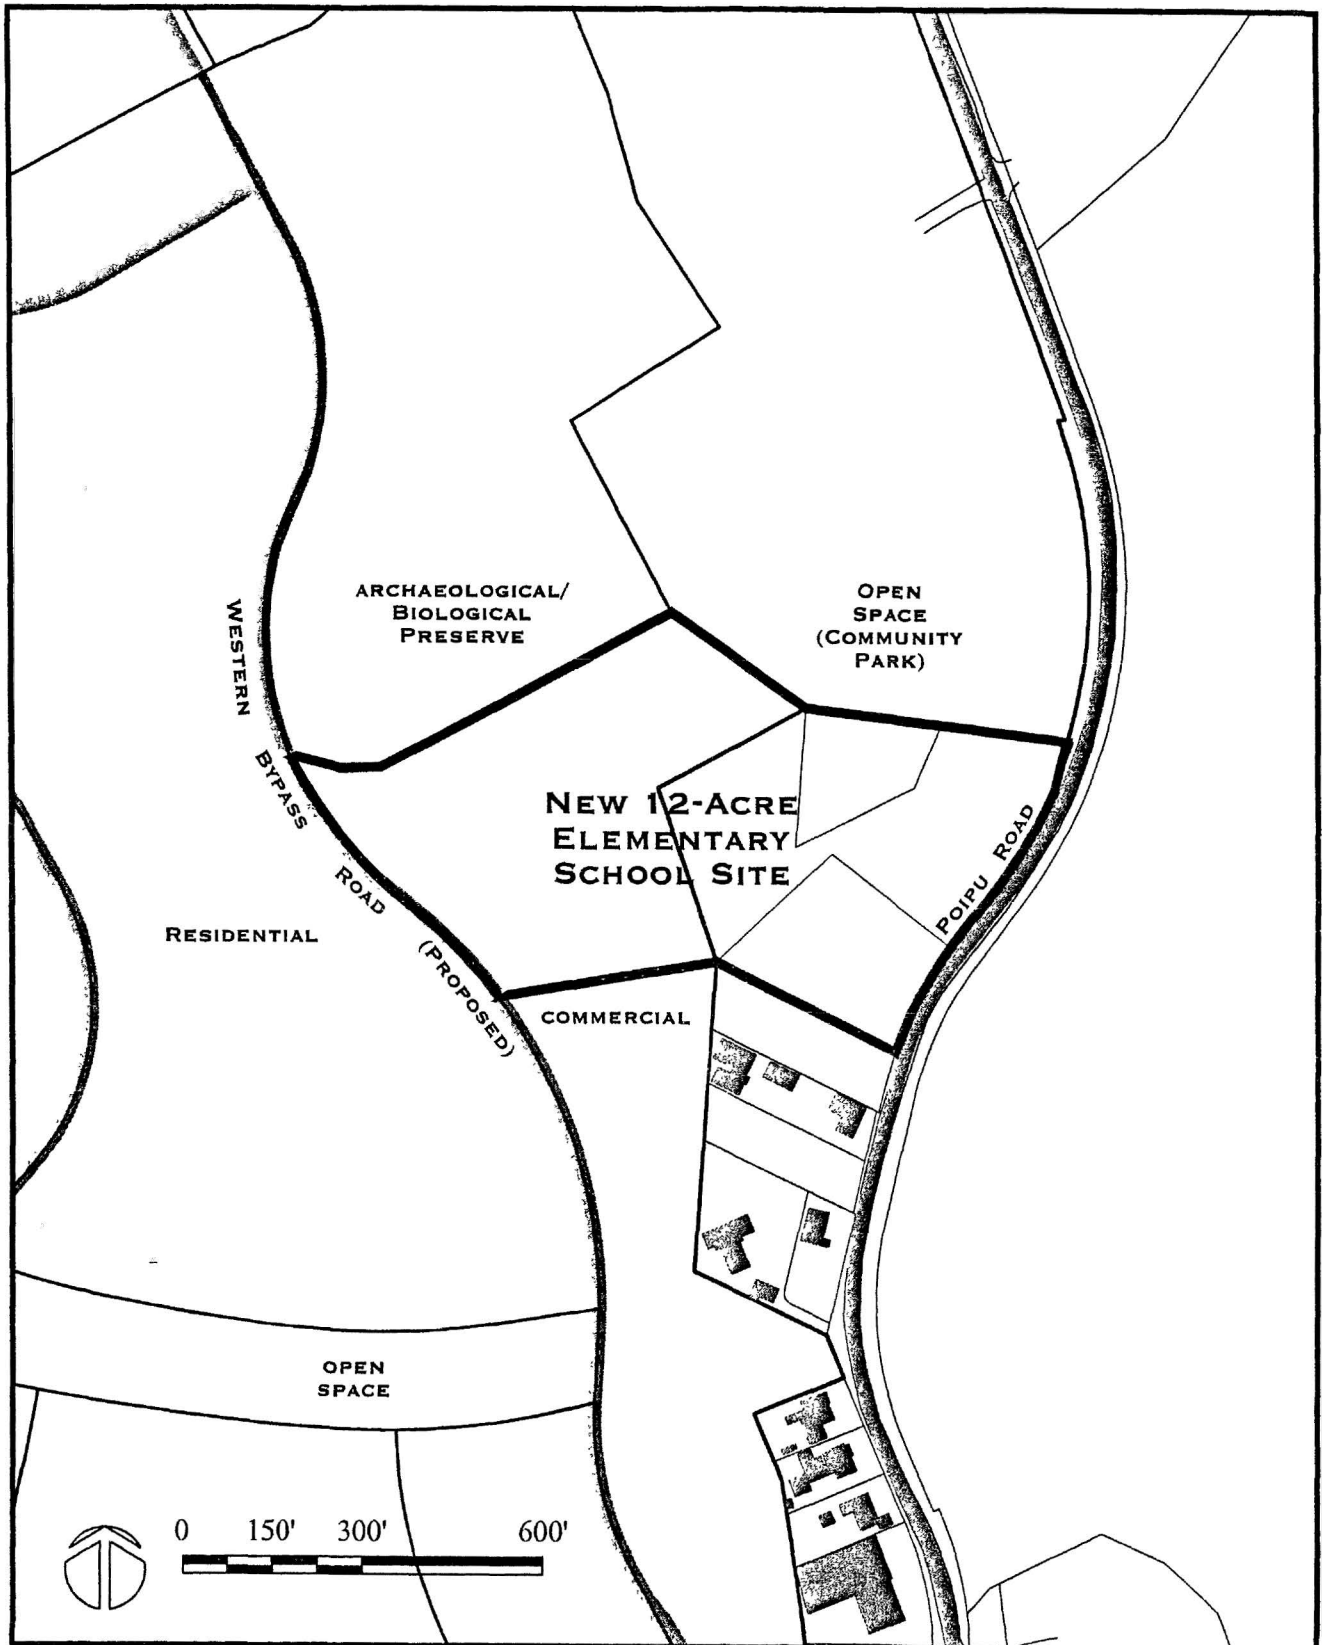 ARCHAEOLOGICAL/
BIOLOGICAL
PRESERVE
OPEN
SPACE
(COMMUNITY
PARK)
WESTERN
BYPASS
ROAD
(PROPOSED)
NEW 12-ACRE
ELEMENTARY
SCHOOL SITE
POIPU ROAD
RESIDENTIAL
COMMERCIAL
OPEN
SPACE
0 150' 300' 600'